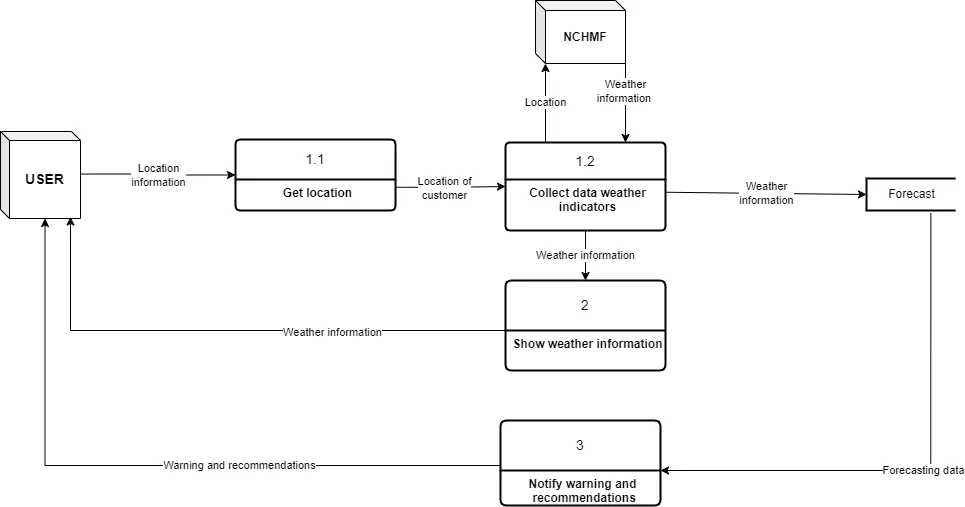 NCHMF
Location
Weather
information
USER
Location
information
1.1
Get location
Location of
customer
1.2
Collect data weather
indicators
Weather
information
Forecast
Weather information
2
Show weather information
Weather information
3
Notify warning and
recommendations
Warning and recommendations
Forecasting data